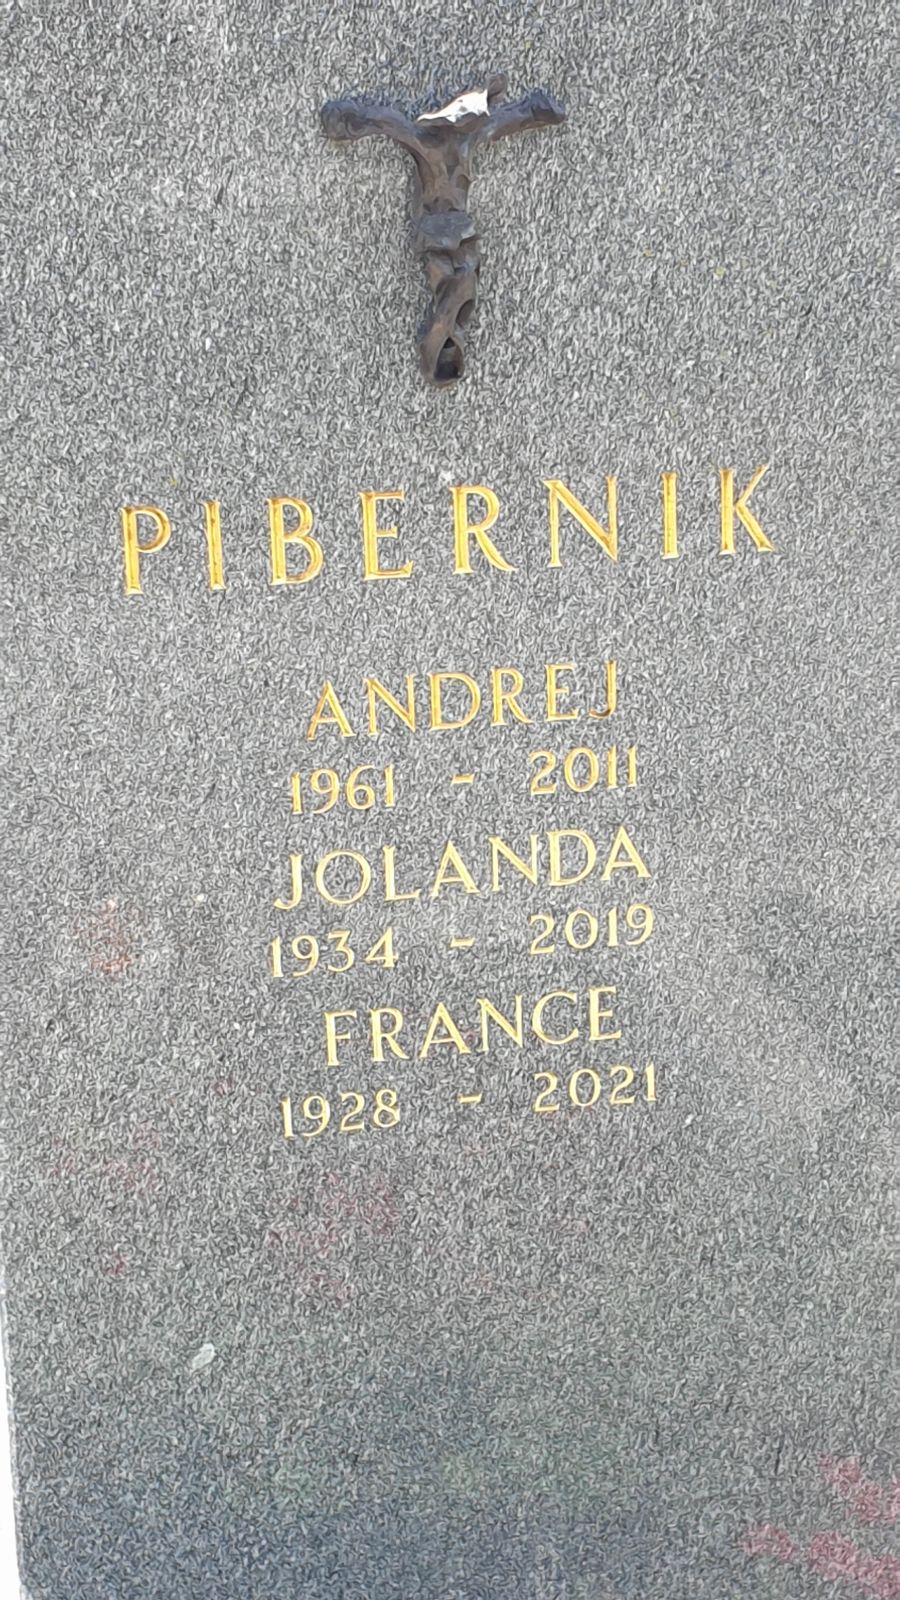 PIBERNIK
ANDREJ
1961 - 2011
JOLANDA
1934 - 2019
FRANCE
1928 - 2021